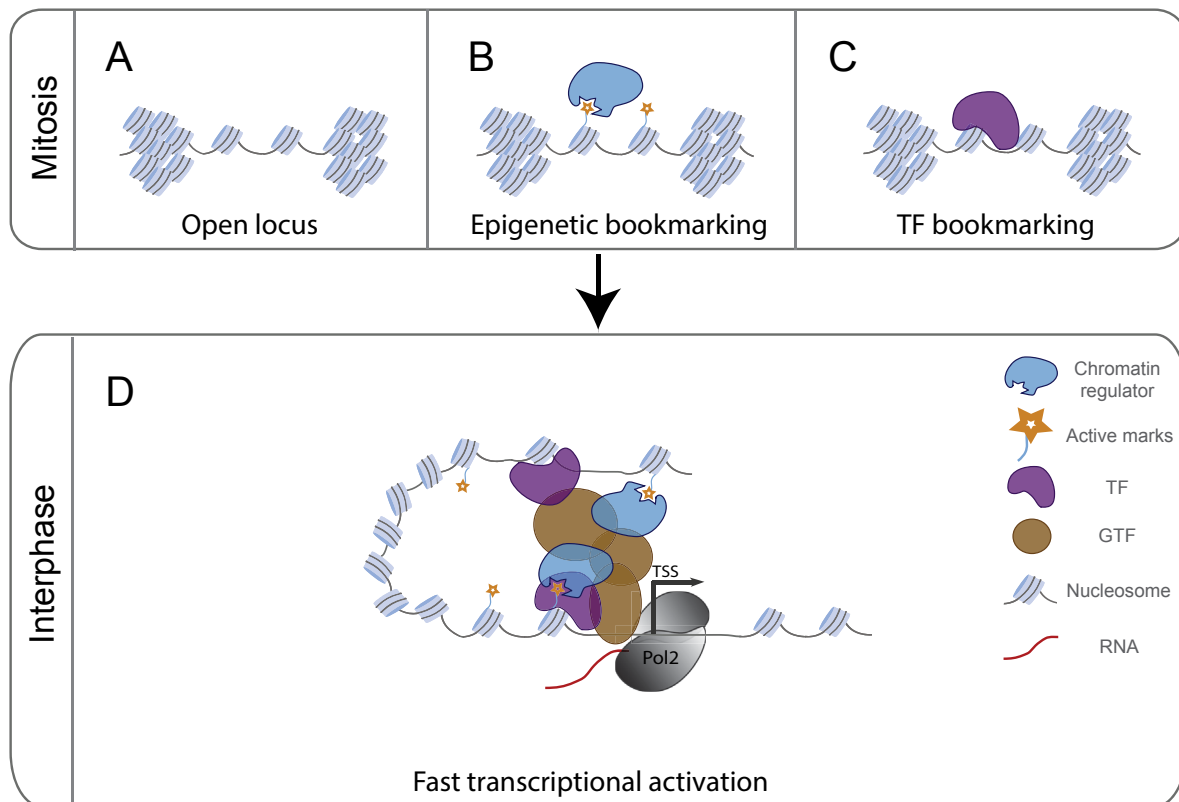 Mitosis
A
Open locus
B
Epigenetic bookmarking
C
TF bookmarking
Interphase
D
TSS
Pol2
Fast transcriptional activation
Chromatin
regulator
Active marks
TF
GTF
Nucleosome
RNA